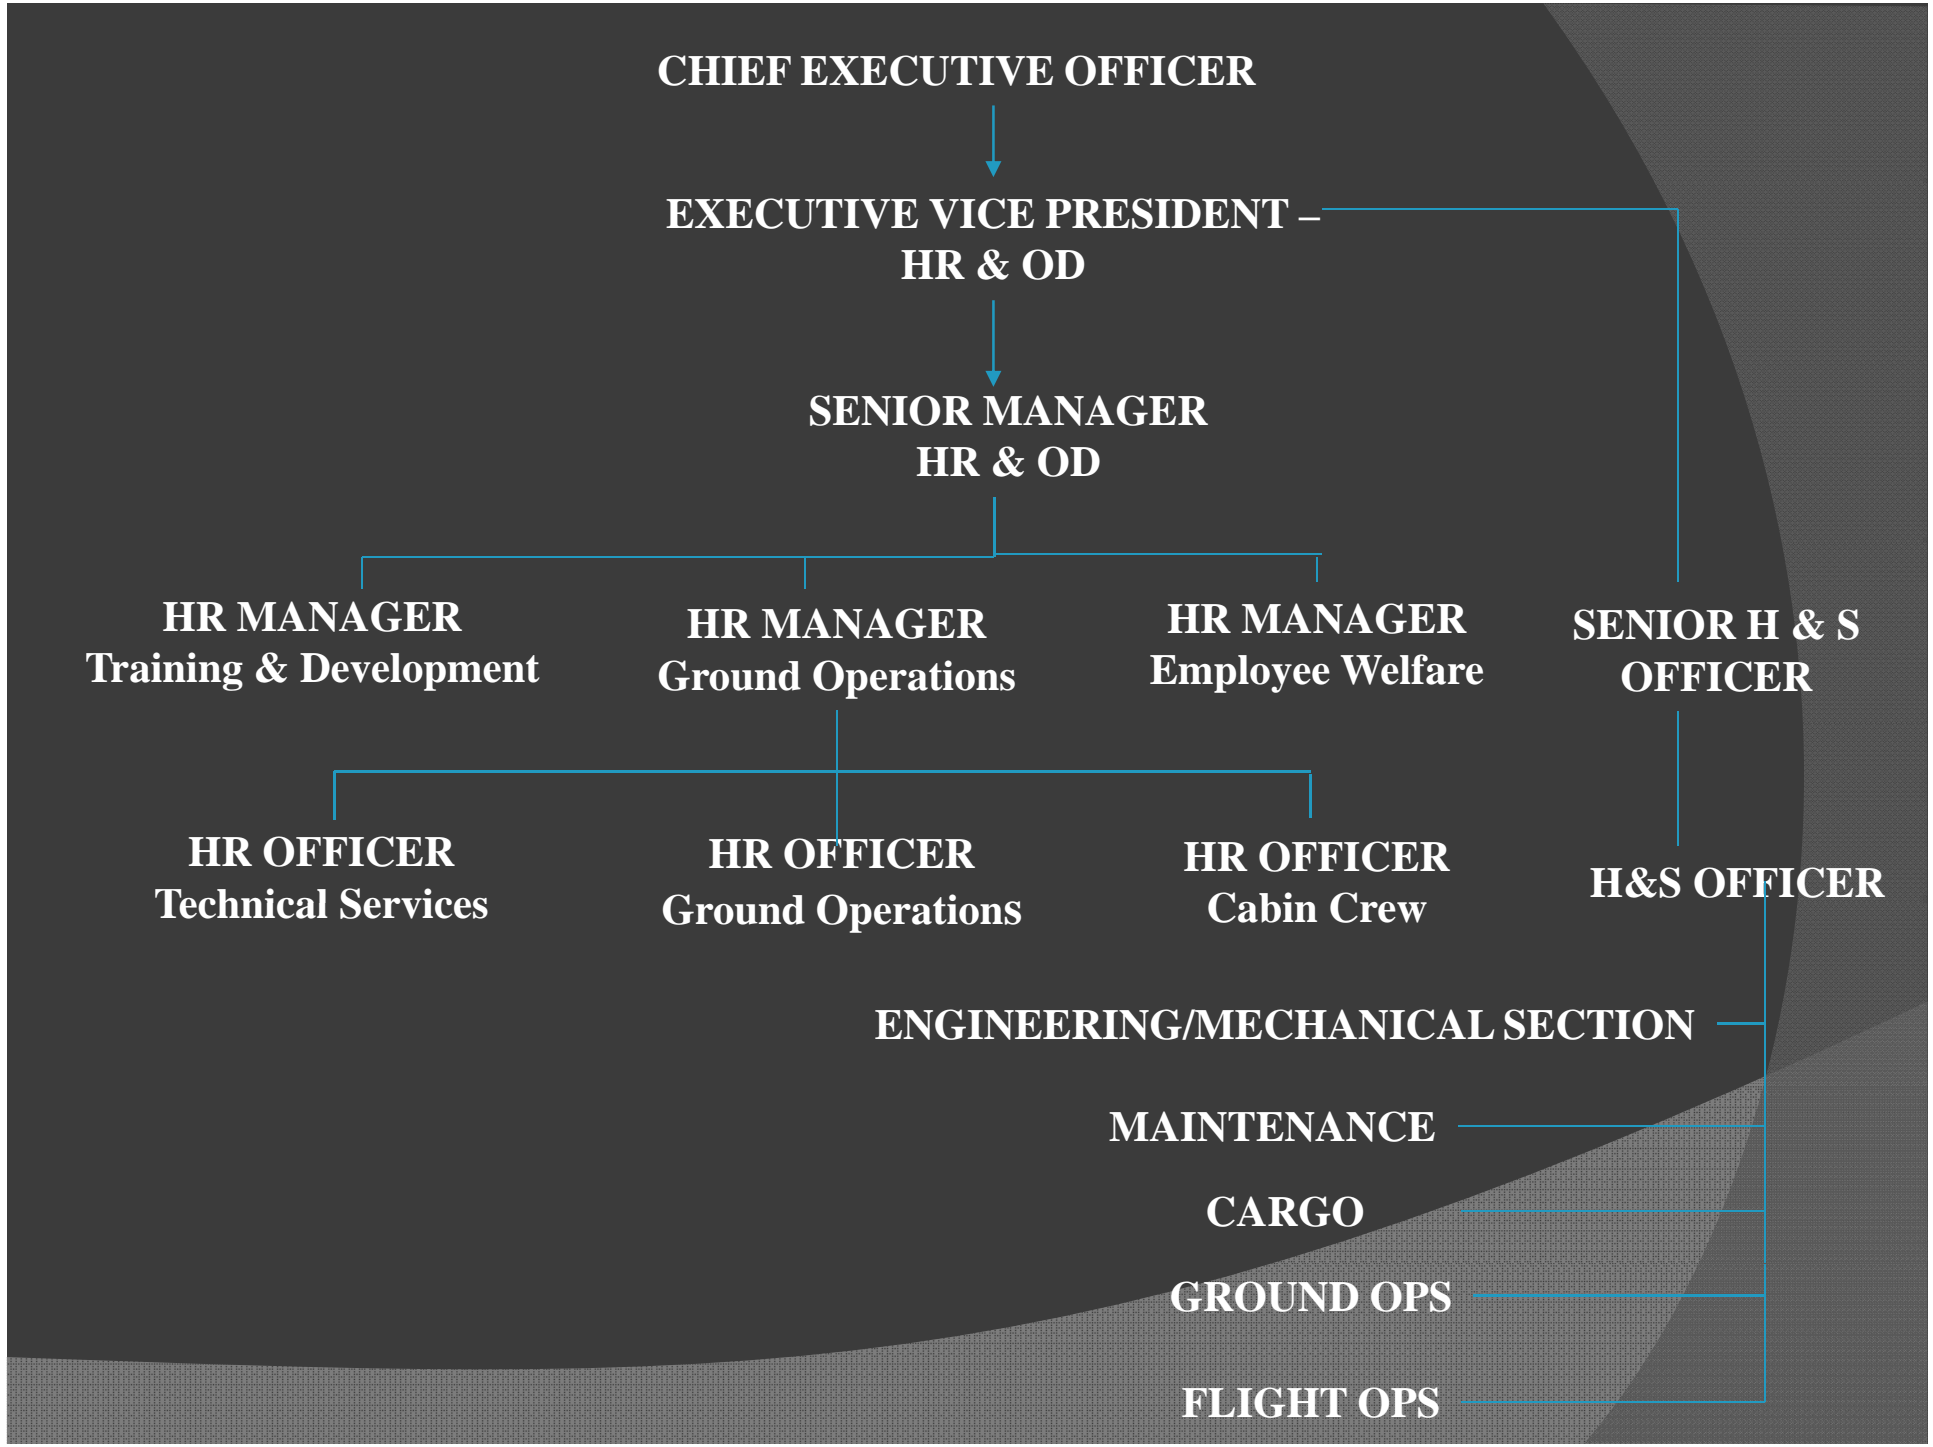 CHIEF EXECUTIVE OFFICER
EXECUTIVE VICE PRESIDENT –
HR & OD
SENIOR MANAGER
HR & OD
HR MANAGER
Training & Development
HR MANAGER
Ground Operations
HR MANAGER
Employee Welfare
SENIOR H & S
OFFICER
HR OFFICER
Technical Services
HR OFFICER
Ground Operations
HR OFFICER
Cabin Crew
H&S OFFICER
ENGINEERING/MECHANICAL SECTION
MAINTENANCE
CARGO
GROUND OPS
FLIGHT OPS